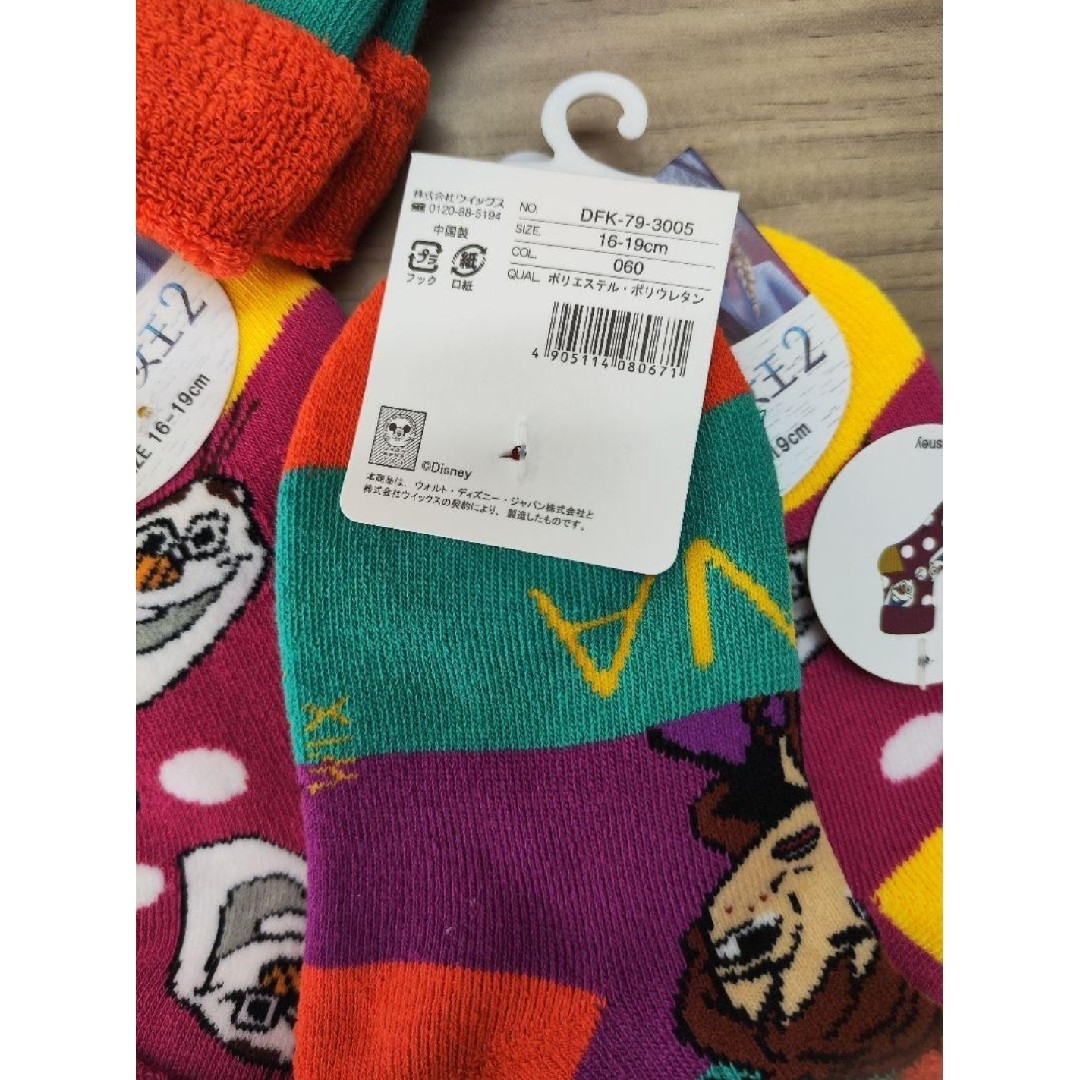 株式会社ウイックス
0120-88-5194
中国製
プラ
フック
紙
口紙
NO. DFK-79-3005
SIZE. 16-19cm
COL. 060
QUAL. ポリエステル・ポリウレタン
4 905114 080671
©Disney
本商品は、ウォルト・ディズニー・ジャパン株式会社と
株式会社ウイックスの契約により、製造したものです。
王2
16-19cm
王2
19cm